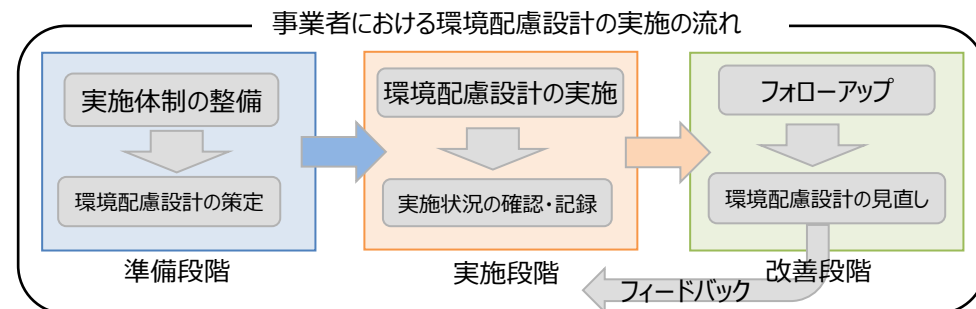 事業者における環境配慮設計の実施の流れ
実施体制の整備
環境配慮設計の策定
準備段階
環境配慮設計の実施
実施状況の確認・記録
実施段階
フォローアップ
環境配慮設計の見直し
改善段階
フィードバック